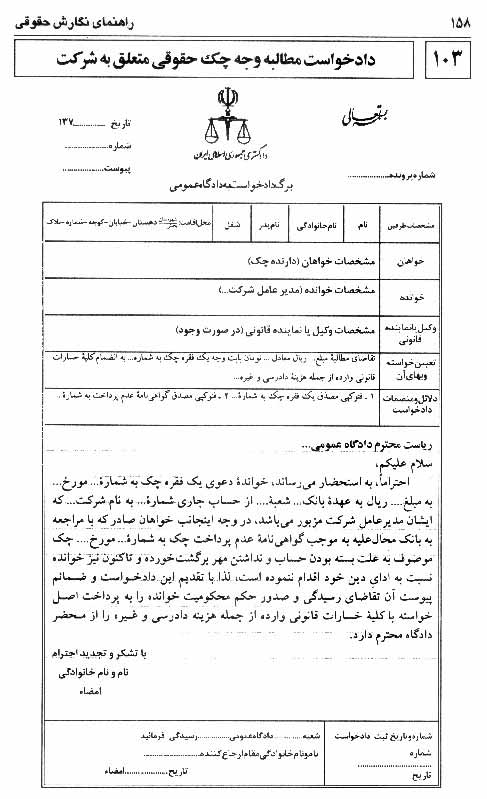 ۱۵۸
راهنمای نگارش حقوقی
۱۰۳
دادخواست مطالبه وجه چک حقوقی متعلق به شرکت
بسمه تعالی
تاریخ ............... ۱۳۷
شماره....................
پیوست....................
دادگستری جمهوری اسلامی ایران
شماره پرونده....................
برگ دادخواست به دادگاه عمومی
مشخصات طرفین
نام
نام خانوادگی
نام پدر
شغل
محل اقامت: شهرستان بخش دهستان-خیابان-کوچه-شماره-پلاک
خواهان
مشخصات خواهان (دارنده چک)
خوانده
مشخصات خوانده (مدیر عامل شرکت...)
وکیل یا نماینده قانونی
مشخصات وکیل یا نماینده قانونی (در صورت وجود)
تعیین خواسته وبهای آن
تقاضای مطالبهٔ مبلغ... ریال معادل ... تومان بابت وجه یک فقره چک به شماره... به انضمام کلیهٔ خسارات
قانونی وارده از جمله هزینهٔ دادرسی و غیره...
دلائل و منضمات دادخواست
۱ - فتوکپی مصدق یک فقره چک به شمارهٔ... ۲ - فتوکپی مصدق گواهی‌نامهٔ عدم پرداخت به شمارهٔ...
ریاست محترم دادگاه عمومی...
سلام علیکم،
احتراماً، به استحضار می‌رساند، خواندهٔ دعوی یک فقره چک به شمارهٔ... مورخ...
به مبلغ.... ریال به عهدهٔ بانک... شعبهٔ.... از حساب جاری شمارهٔ... به نام شرکت... که
ایشان مدیرعامل شرکت مزبور می‌باشد، در وجه اینجانب خواهان صادر که با مراجعه
به بانک محال‌علیه به موجب گواهی‌نامهٔ عدم پرداخت چک به شمارهٔ...مورخ.... چک
موصوف به علت بسته بودن حساب و نداشتن مهر برگشت خورده و تاکنون نیز خوانده
نسبت به ادای دین خود اقدام ننموده است، لذا با تقدیم این دادخواست و ضمائم
پیوست آن تقاضای رسیدگی و صدور حکم محکومیت خوانده را به پرداخت اصل
خواسته با کلیهٔ خسارات قانونی وارده از جمله هزینه دادرسی و غیره را از محضر
دادگاه محترم دارد.
با تشکر و تجدید احترام
نام و نام خانوادگی
امضاء
شماره و تاریخ ثبت دادخواست
شماره
....................
تاریخ
شعبه..............دادگاه عمومی...............رسیدگی فرمائید
نام و نام خانوادگی مقام ارجاع کننده....................
تاریخ....................امضاء